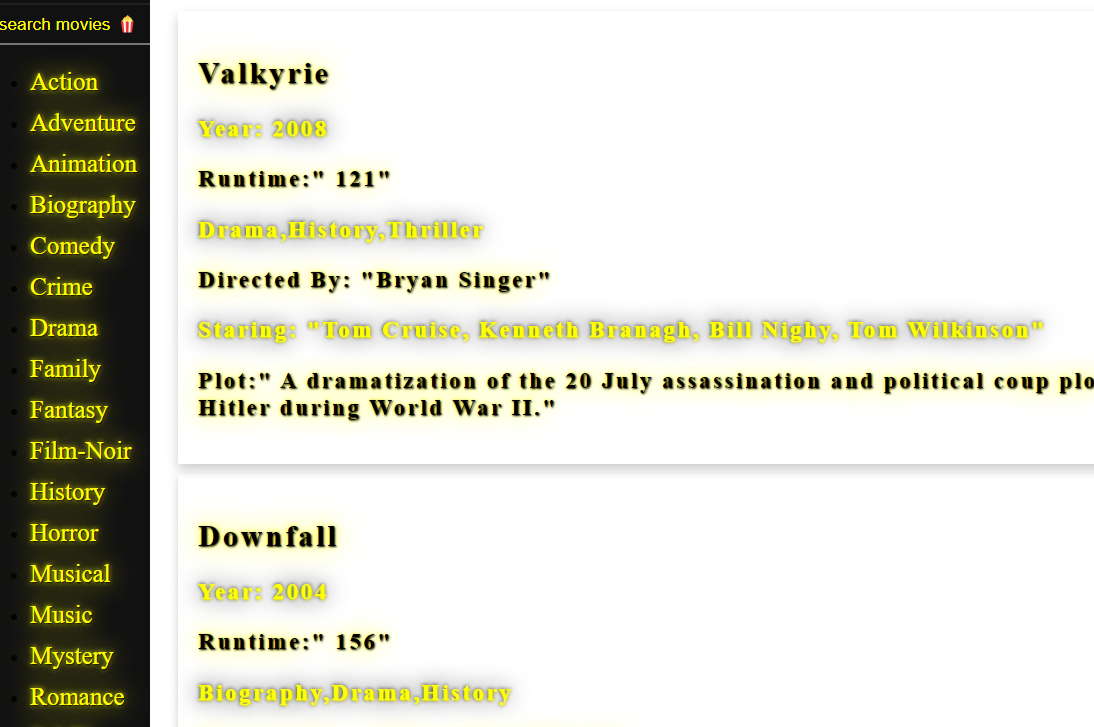 search movies 🍿
Action
Adventure
Animation
Biography
Comedy
Crime
Drama
Family
Fantasy
Film-Noir
History
Horror
Musical
Music
Mystery
Romance
Valkyrie
Year: 2008
Runtime:" 121"
Drama,History,Thriller
Directed By: "Bryan Singer"
Staring: "Tom Cruise, Kenneth Branagh, Bill Nighy, Tom Wilkinson"
Plot:" A dramatization of the 20 July assassination and political coup plo
Hitler during World War II."
Downfall
Year: 2004
Runtime:" 156"
Biography,Drama,History